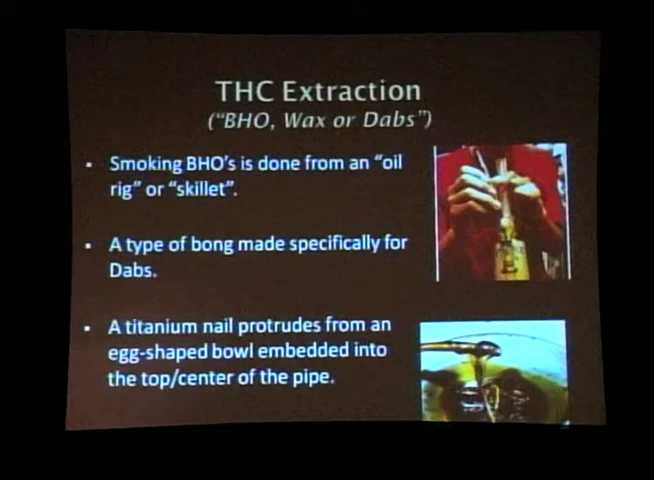 THC Extraction
("BHO, Wax or Dabs")
▪ Smoking BHO's is done from an "oil
rig" or "skillet".
▪ A type of bong made specifically for
Dabs.
▪ A titanium nail protrudes from an
egg-shaped bowl embedded into
the top/center of the pipe.